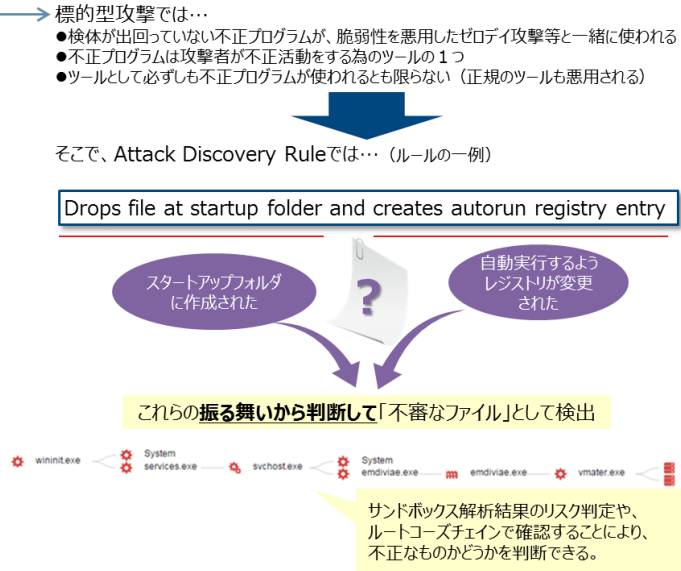 標的型攻撃では…
●検体が出回っていない不正プログラムが、脆弱性を悪用したゼロデイ攻撃等と一緒に使われる
●不正プログラムは攻撃者が不正活動をする為のツールの１つ
●ツールとして必ずしも不正プログラムが使われるとも限らない（正規のツールも悪用される）
そこで、Attack Discovery Ruleでは…（ルールの一例）
Drops file at startup folder and creates autorun registry entry
スタートアップフォルダ
に作成された
?
自動実行するよう
レジストリが変更
された
これらの振る舞いから判断して「不審なファイル」として検出
wininit.exe
System
services.exe
svchost.exe
System
emdiviae.exe
emdiviae.exe
vmater.exe
サンドボックス解析結果のリスク判定や、
ルートコーズチェインで確認することにより、
不正なものかどうかを判断できる。